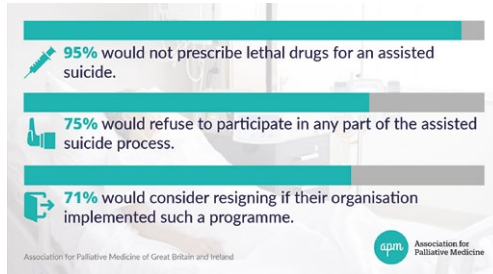 95% would not prescribe lethal drugs for an assisted
suicide.
75% would refuse to participate in any part of the assisted
suicide process.
71% would consider resigning if their organisation
implemented such a programme.
apm
Association for
Palliative Medicine
Association for Palliative Medicine of Great Britain and Ireland